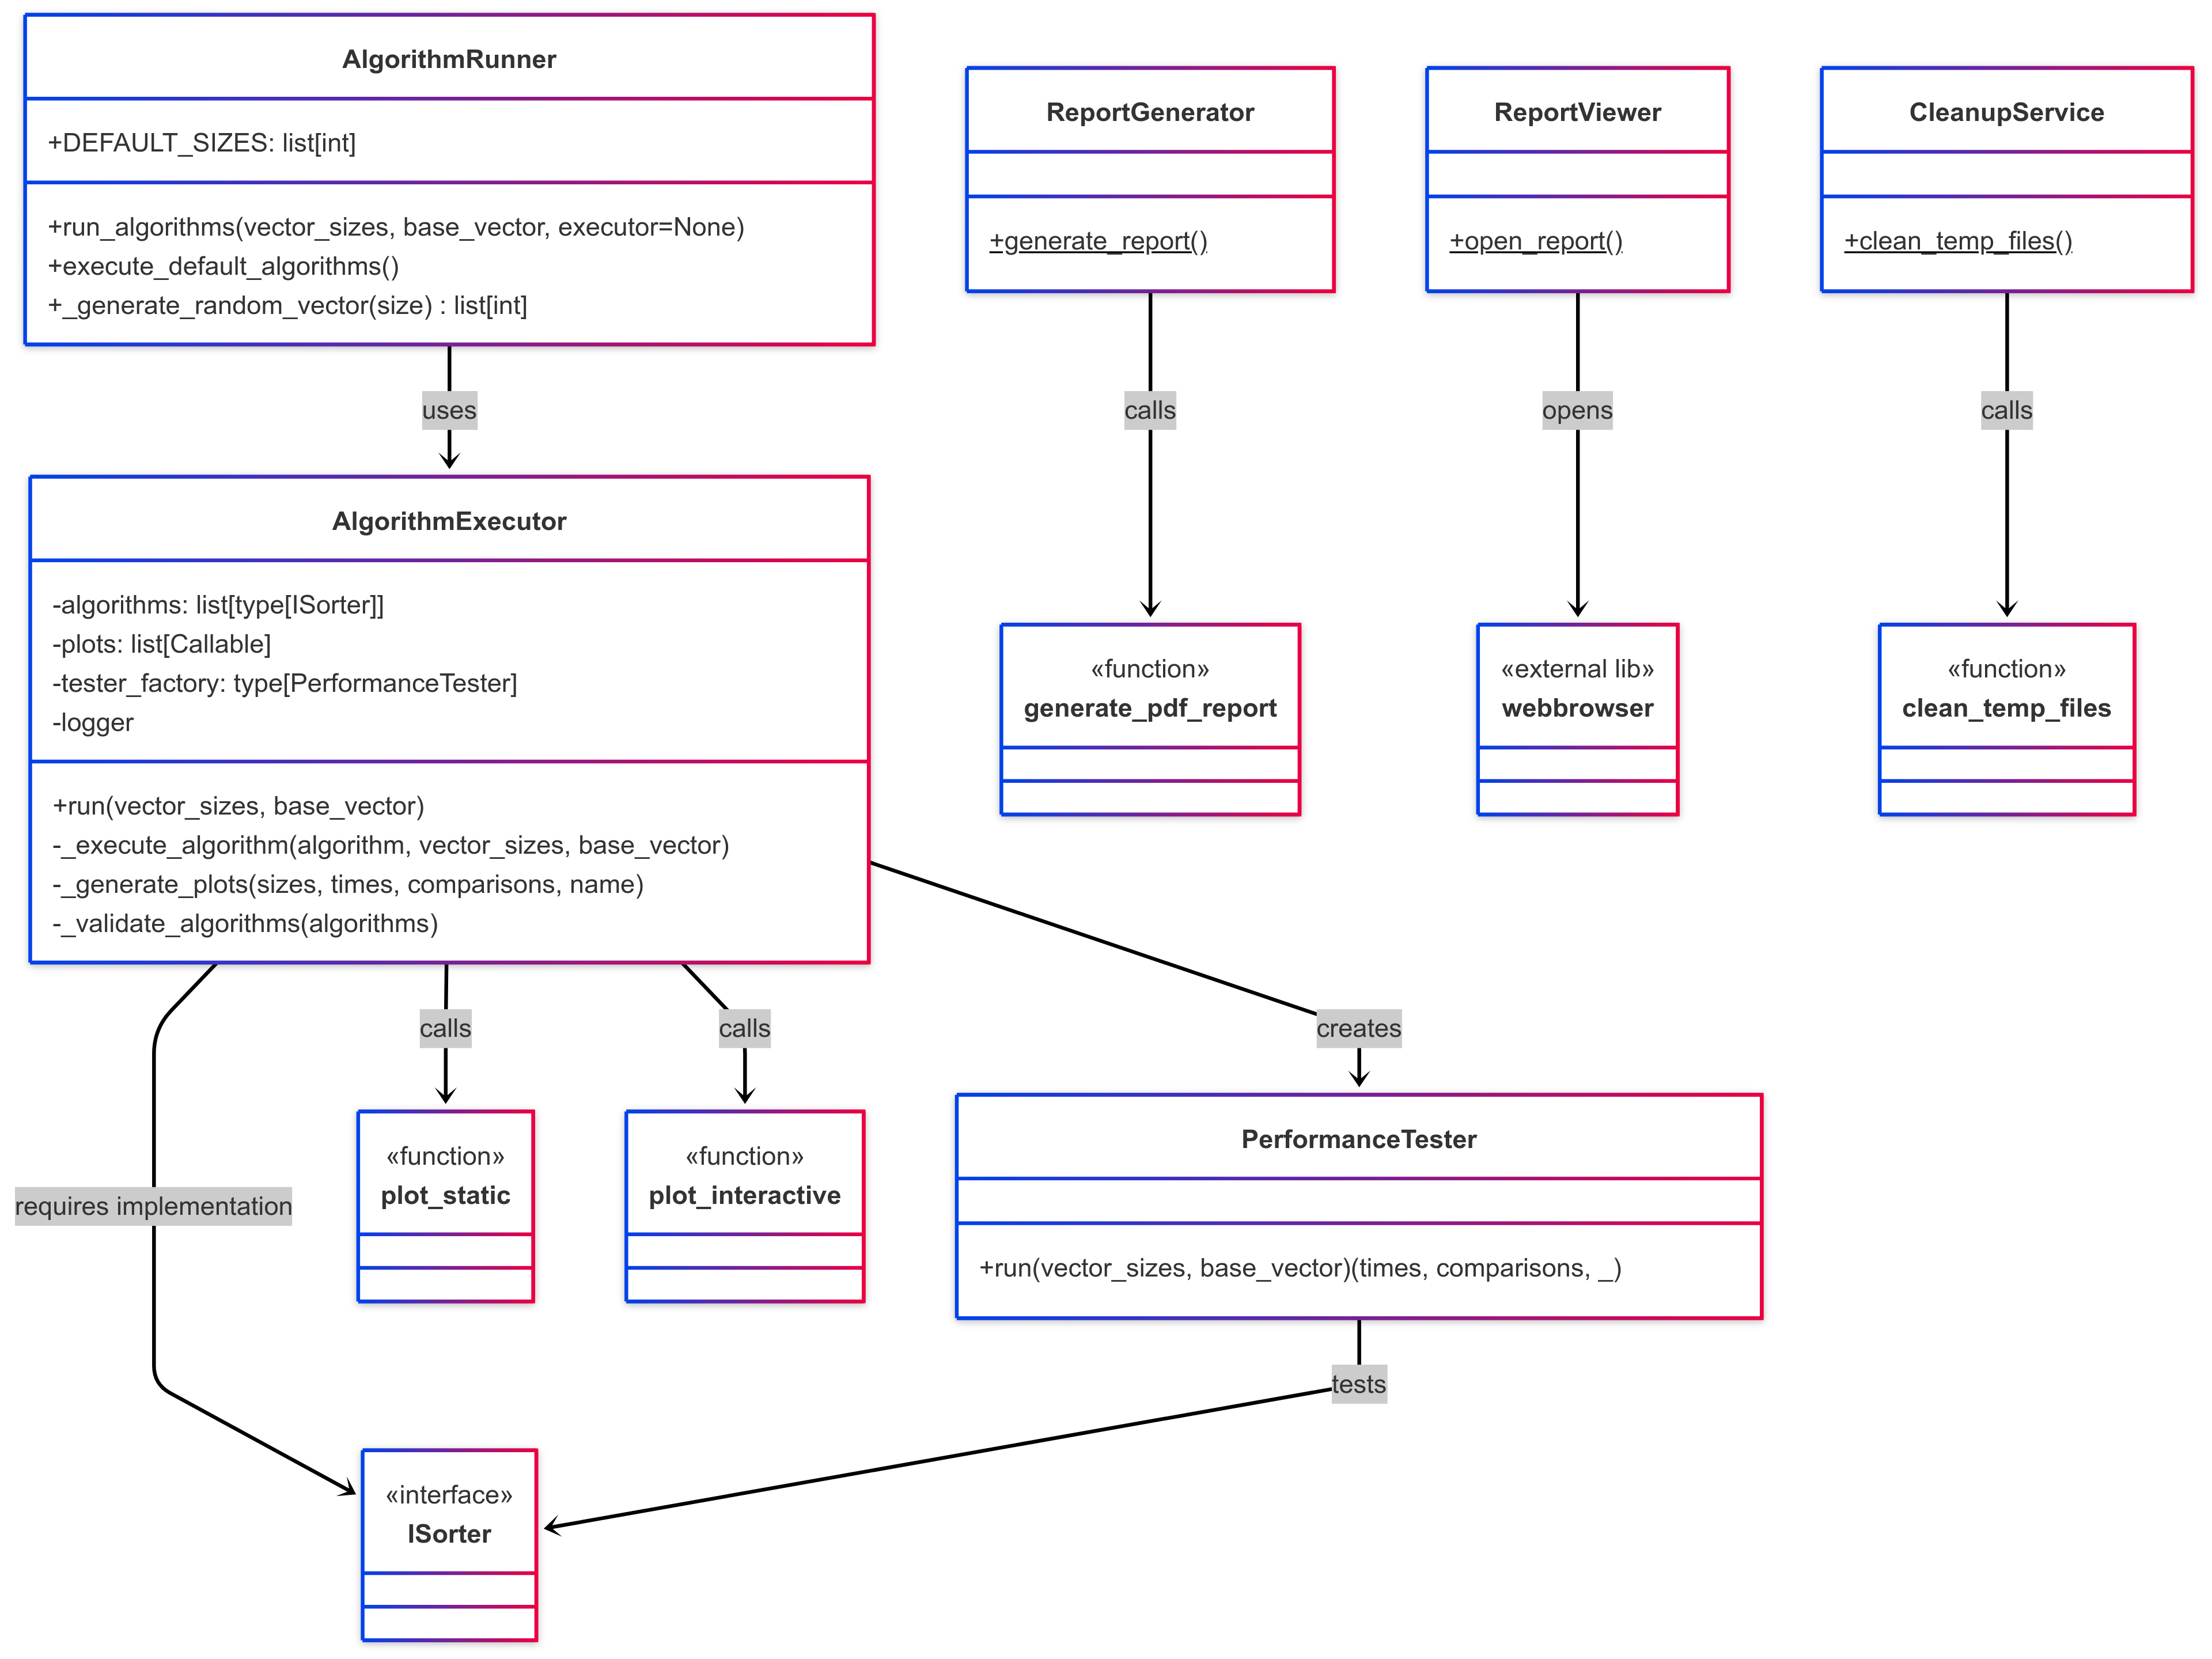 AlgorithmRunner
+DEFAULT_SIZES: list[int]
+run_algorithms(vector_sizes, base_vector, executor=None)
+execute_default_algorithms()
+_generate_random_vector(size) : list[int]
ReportGenerator
+generate_report()
ReportViewer
+open_report()
CleanupService
+clean_temp_files()
uses
calls
opens
calls
AlgorithmExecutor
-algorithms: list[type[ISorter]]
-plots: list[Callable]
-tester_factory: type[PerformanceTester]
-logger
+run(vector_sizes, base_vector)
-_execute_algorithm(algorithm, vector_sizes, base_vector)
-_generate_plots(sizes, times, comparisons, name)
-_validate_algorithms(algorithms)
«function»
generate_pdf_report
«external lib»
webbrowser
«function»
clean_temp_files
calls
calls
creates
requires implementation
«function»
plot_static
«function»
plot_interactive
PerformanceTester
+run(vector_sizes, base_vector)(times, comparisons, _)
tests
«interface»
ISorter